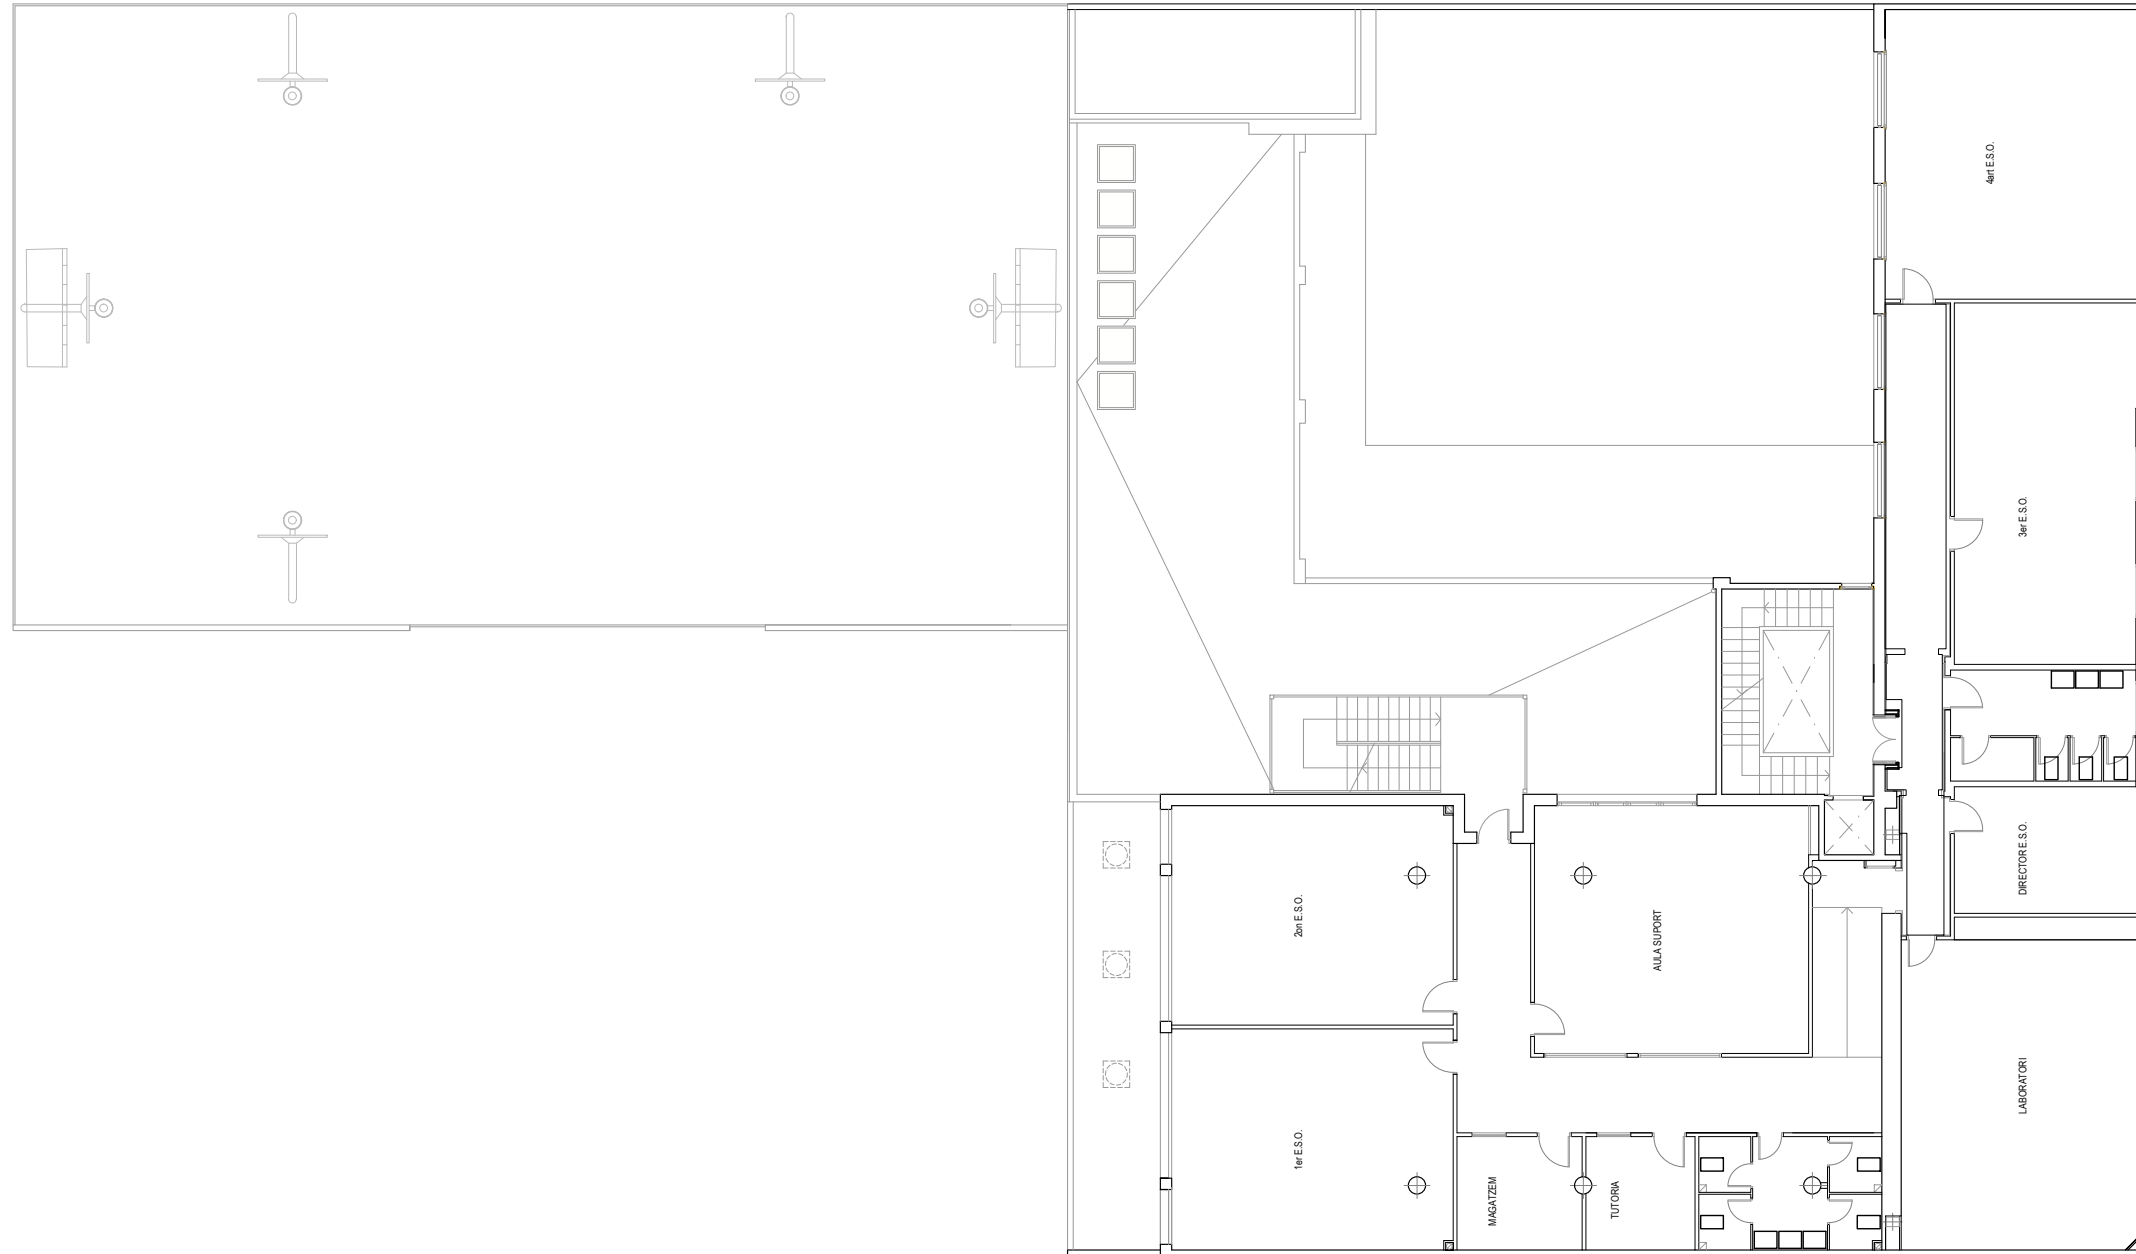 4art E.S.O.
3er E.S.O.
DIRECTOR E.S.O.
2on E.S.O.
AULA SUPORT
LABORATORI
1er E.S.O.
MAGATZEM
TUTORIA